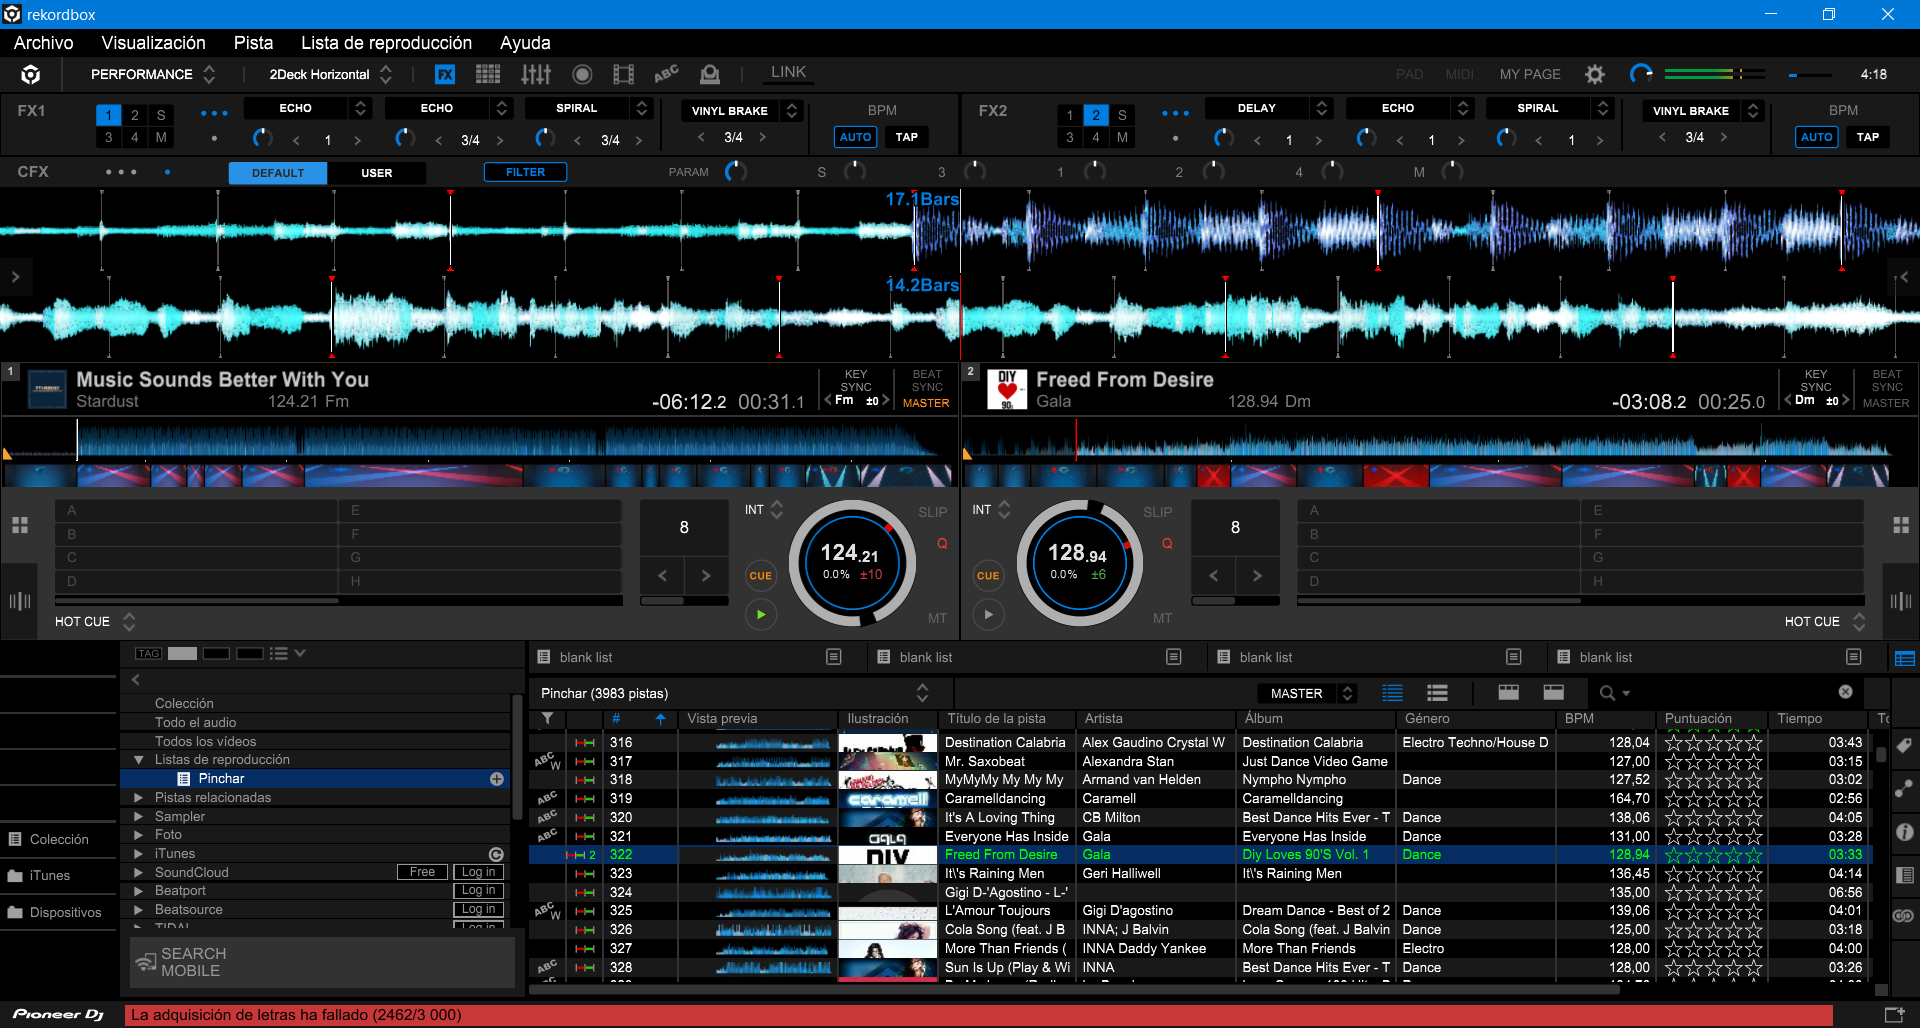 rekordbox
Archivo Visualización Pista Lista de reproducción Ayuda
PERFORMANCE 2Deck Horizontal FX ABC LINK PAD MIDI MY PAGE 4:18
FX1 1 2 S ECHO ECHO SPIRAL VINYL BRAKE BPM FX2 1 2 S DELAY ECHO SPIRAL VINYL BRAKE BPM
3 4 M < 1 > < 3/4 > < 3/4 > < 3/4 > AUTO TAP 3 4 M < 1 > < 1 > < 1 > < 3/4 > AUTO TAP
CFX DEFAULT USER FILTER PARAM S 3 1 2 4 M
17.1Bars
14.2Bars
1 Music Sounds Better With You KEY SYNC BEAT SYNC
Stardust 124.21 Fm -06:12.2 00:31.1 < Fm ±0 > MASTER
2 DIY 90s Freed From Desire KEY SYNC BEAT SYNC
Gala 128.94 Dm -03:08.2 00:25.0 < Dm ±0 > MASTER
A E 8 INT SLIP INT SLIP 8 A E
B F Q Q B F
C G 124.21 128.94 C G
D H < > CUE 0.0% ±10 CUE 0.0% ±6 < > D H
HOT CUE MT MT HOT CUE
TAG blank list blank list blank list blank list
Pinchar (3983 pistas) MASTER
# Vista previa Ilustración Título de la pista Artista Álbum Género BPM Puntuación Tiempo
Colección
Todo el audio
Todos los vídeos
Listas de reproducción
Pinchar
Pistas relacionadas
Sampler
Foto
iTunes
SoundCloud Free Log in
Beatport Log in
Beatsource Log in
TIDAL Log in
SEARCH
MOBILE
Colección
iTunes
Dispositivos
316 Destination Calabria Alex Gaudino Crystal W Destination Calabria Electro Techno/House D 128,04 03:43
ABC W 317 Mr. Saxobeat Alexandra Stan Just Dance Video Game 127,00 03:15
318 MyMyMy My My My Armand van Helden Nympho Nympho Dance 127,52 03:02
ABC 319 caramell Caramelldancing Caramell Caramelldancing 164,70 02:56
ABC 320 It's A Loving Thing CB Milton Best Dance Hits Ever - T Dance 138,06 04:05
ABC 321 GALA Everyone Has Inside Gala Everyone Has Inside Dance 131,00 03:28
2 322 DIY Freed From Desire Gala Diy Loves 90'S Vol. 1 Dance 128,94 03:33
323 It\'s Raining Men Geri Halliwell It\'s Raining Men 136,45 04:14
324 Gigi D-'Agostino - L-' 135,00 06:56
ABC W 325 L'Amour Toujours Gigi D'agostino Dream Dance - Best of 2 Dance 139,06 04:01
326 Cola Song (feat. J B INNA; J Balvin Cola Song (feat. J Balvin Dance 125,00 03:18
327 More Than Friends ( INNA Daddy Yankee More Than Friends Electro 128,00 04:00
ABC 328 Sun Is Up (Play & Wi INNA Best Dance Hits Ever - T Dance 128,00 03:26
Pioneer Dj La adquisición de letras ha fallado (2462/3 000)